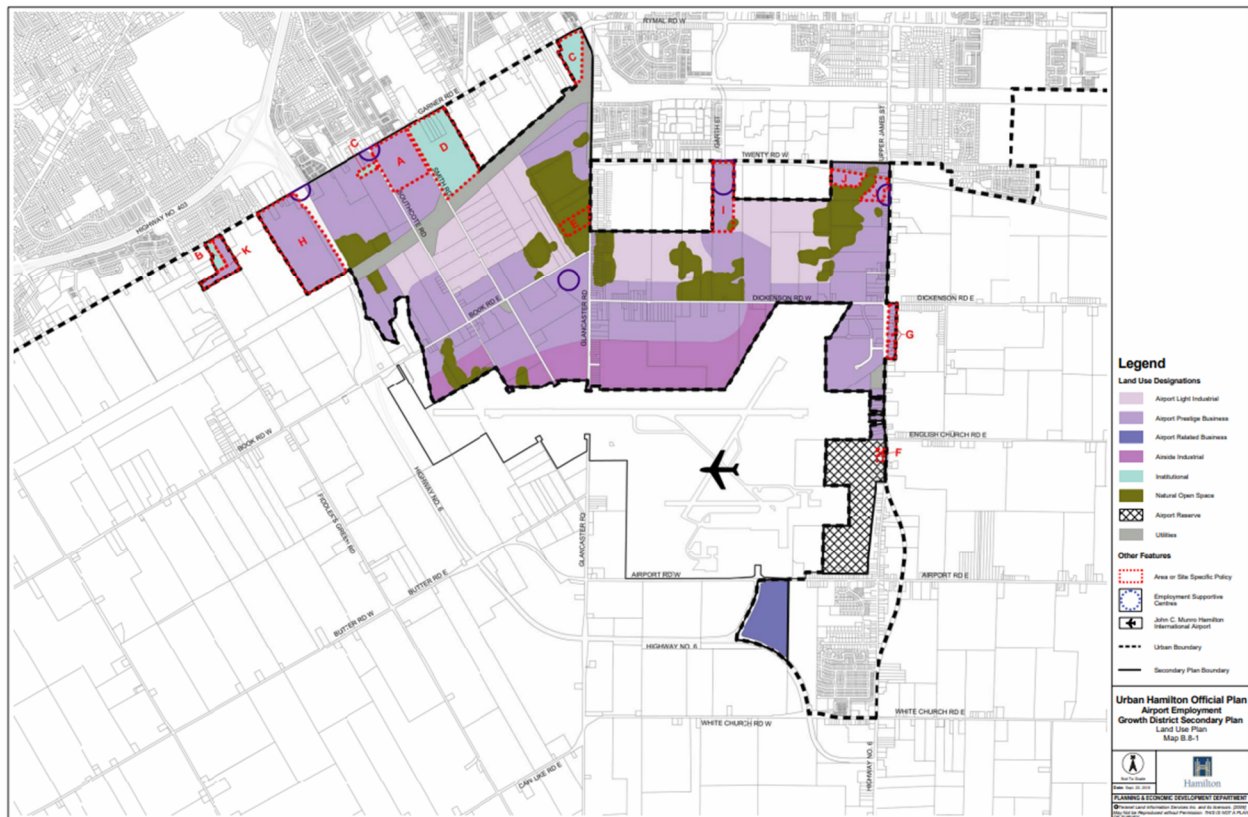 RYMAL RD W
C
GARNER RD E
UPPER JAMES ST
GARTH ST
C
D
A
TWENTY RD W
SMITH RD
J
HIGHWAY NO. 403
SOUTHCOTE RD
I
E
B
K
H
BOOK RD E
GLANCASTER RD
DICKENSON RD W
DICKENSON RD E
G
BOOK RD W
ENGLISH CHURCH RD E
F
HIGHWAY NO. 6
FIDDLER'S GREEN RD
GLANCASTER RD
AIRPORT RD W
AIRPORT RD E
BUTTER RD E
BUTTER RD W
HIGHWAY NO. 6
WHITE CHURCH RD W
WHITE CHURCH RD E
HIGHWAY NO. 6
CARLUKE RD E
Legend
Land Use Designations
Airport Light Industrial
Airport Prestige Business
Airport Related Business
Airside Industrial
Institutional
Natural Open Space
Airport Reserve
Utilities
Other Features
Area or Site Specific Policy
Employment Supportive
Centres
John C. Munro Hamilton
International Airport
Urban Boundary
Secondary Plan Boundary
Urban Hamilton Official Plan
Airport Employment
Growth District Secondary Plan
Land Use Plan
Map B.8-1
Not To Scale
Hamilton
PLANNING & ECONOMIC DEVELOPMENT DEPARTMENT